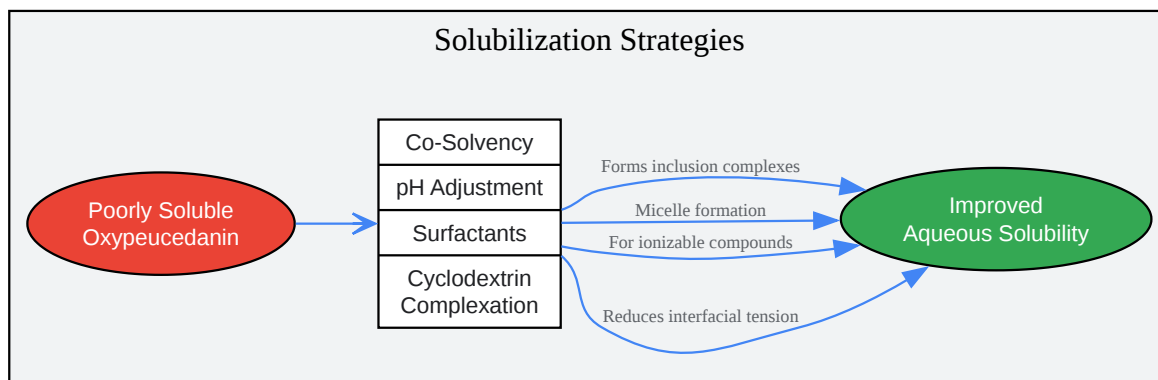 Solubilization Strategies
Poorly Soluble
Oxypeucedanin
Co-Solvency
pH Adjustment
Surfactants
Cyclodextrin
Complexation
Forms inclusion complexes
Micelle formation
For ionizable compounds
Reduces interfacial tension
Improved
Aqueous Solubility